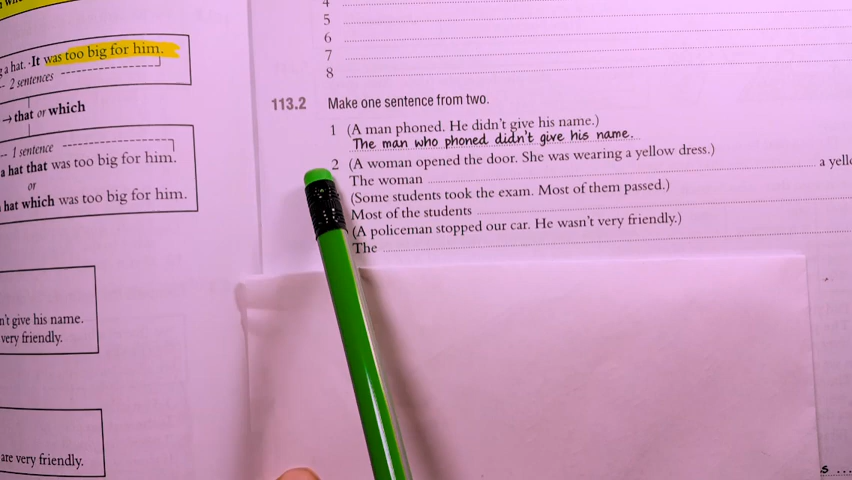 a hat. · It was too big for him.
2 sentences
→ that or which
1 sentence
a hat that was too big for him.
or
hat which was too big for him.
n't give his name.
very friendly.
are very friendly.
4
5
6
7
8
113.2 Make one sentence from two.
1 (A man phoned. He didn't give his name.)
The man who phoned didn't give his name.
2 (A woman opened the door. She was wearing a yellow dress.)
The woman a yell
(Some students took the exam. Most of them passed.)
Most of the students
(A policeman stopped our car. He wasn't very friendly.)
The
s ...